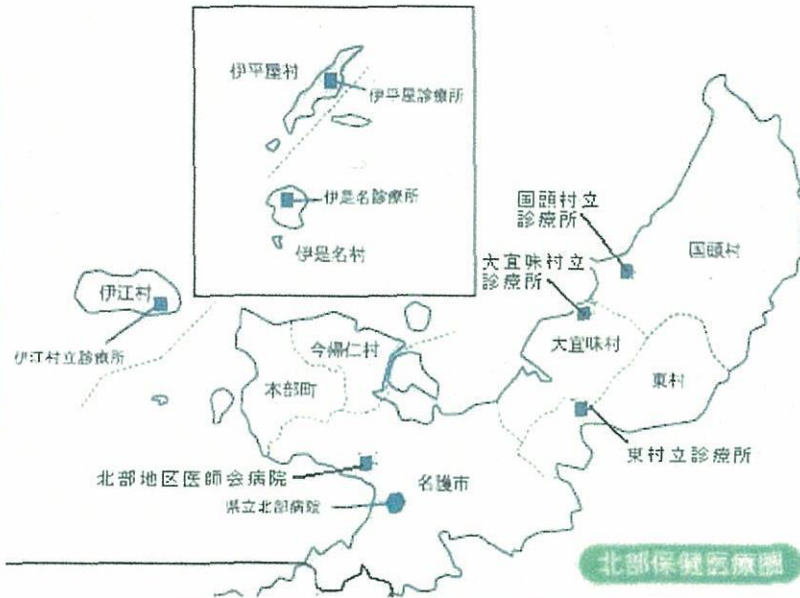 伊平屋村
伊平屋診療所
伊是名診療所
伊是名村
国頭村立
診療所
国頭村
大宜味村立
診療所
伊江村
伊江村立診療所
今帰仁村
大宜味村
本部町
東村
東村立診療所
北部地区医師会病院
名護市
県立北部病院
北部保健医療圏